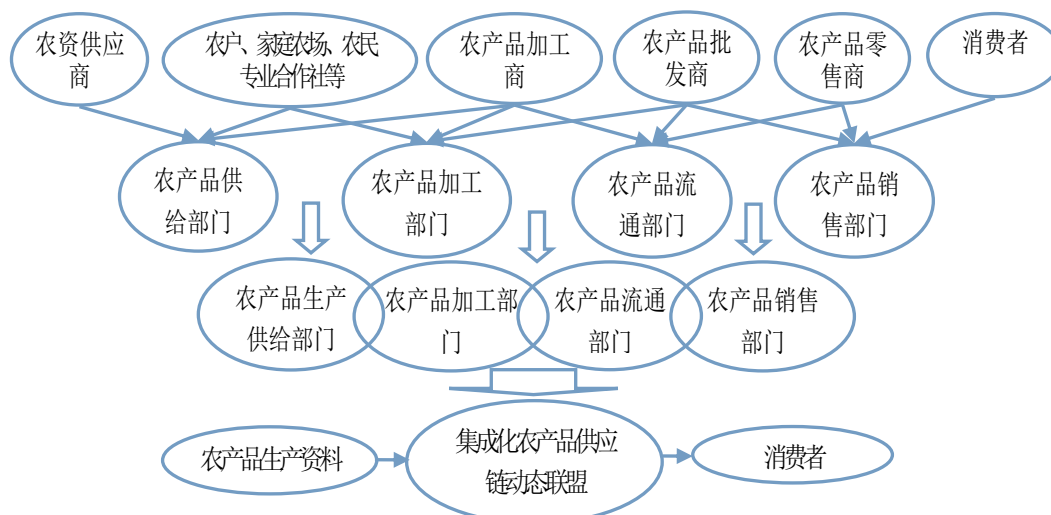 农资供应
商
农户、家庭农场、农民
专业合作社等
农产品加工
商
农产品批
发商
农产品零
售商
消费者
农产品供
给部门
农产品加工
部门
农产品流
通部门
农产品销
售部门
农产品生产
供给部门
农产品加工部
门
农产品流通
部门
农产品销售
部门
农产品生产资料
集成化农产品供应
链动态联盟
消费者